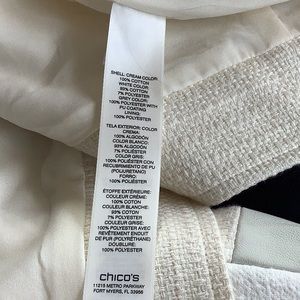 SHELL: CREAM COLOR:
100% COTTON
WHITE COLOR:
93% COTTON
7% POLYESTER
GREY COLOR:
100% POLYESTER WITH
PU COATING
LINING:
100% POLYESTER
TELA EXTERIOR: COLOR
CREMA:
100% ALGODÓN
COLOR BLANCO:
93% ALGODÓN
7% POLIÉSTER
COLOR GRIS:
100% POLIÉSTER CON
RECUBRIMIENTO DE PU
(POLIURETANO)
FORRO:
100% POLIÉSTER
ÉTOFFE EXTÉRIEURE:
COULEUR CRÈME:
100% COTON
COULEUR BLANCHE:
COTON
7% POLYESTER
COULEUR GRIS:
100% POLYESTER AVEC
REVÊTEMENT ENDUIT
DE PU (POLYURÉTHANE)
DOUBLURE:
100% POLYESTER
chico's
11215 METRO PARKWAY
FORT MYERS, FL 33966